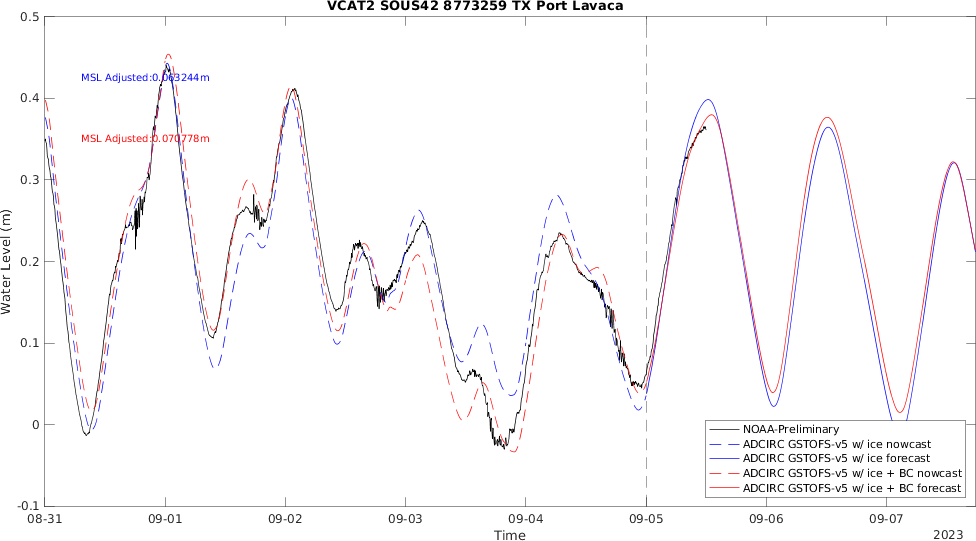 VCAT2 SOUS42 8773259 TX Port Lavaca
0.5
0.4
0.3
0.2
0.1
0
-0.1
Water Level (m)
MSL Adjusted:0.063244m
MSL Adjusted:0.070778m
NOAA-Preliminary
ADCIRC GSTOFS-v5 w/ ice nowcast
ADCIRC GSTOFS-v5 w/ ice forecast
ADCIRC GSTOFS-v5 w/ ice + BC nowcast
ADCIRC GSTOFS-v5 w/ ice + BC forecast
08-31 09-01 09-02 09-03 09-04 09-05 09-06 09-07
Time
2023